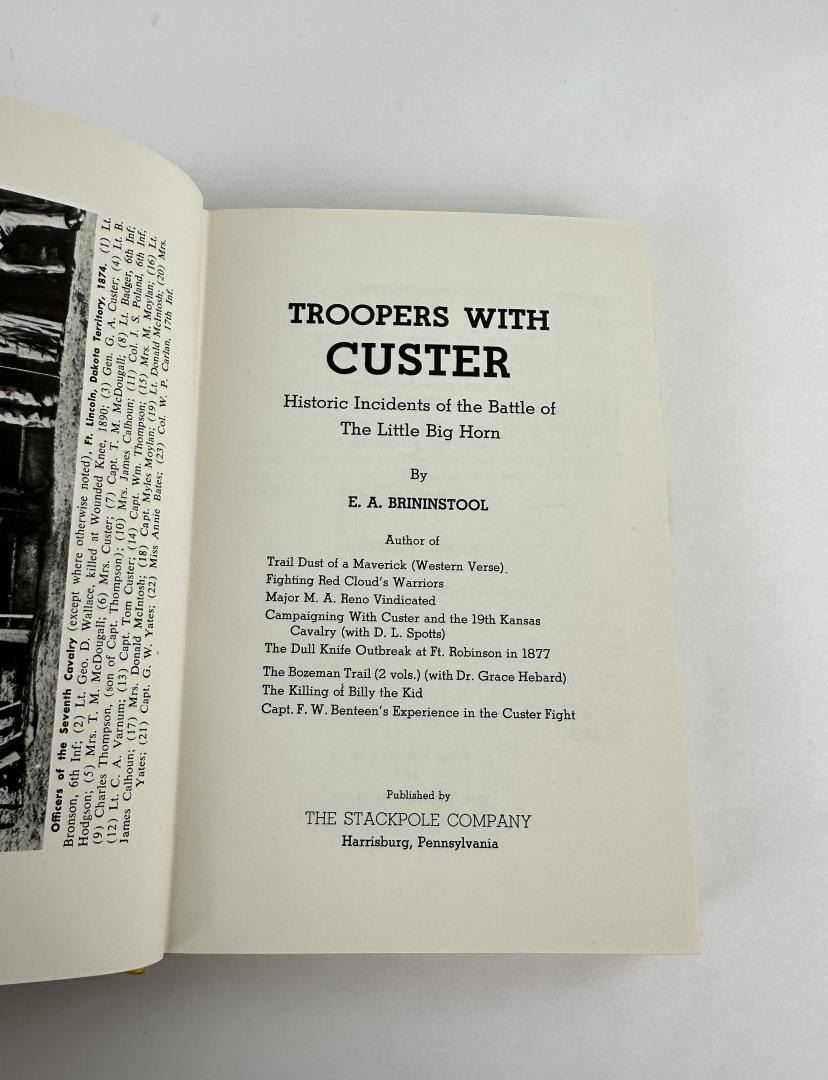 Officers of the Seventh Cavalry (except where otherwise noted), Ft. Lincoln, Dakota Territory, 1874. (1) Lt.
Bronson, 6th Inf; (2) Lt. Geo. D. Wallace, killed at Wounded Knee, 1890; (3) Gen. G. A. Custer; (4) Lt. B.
Hodgson; (5) Mrs. T. M. McDougall; (6) Mrs. Custer; (7) Capt. T. M. McDougall; (8) Lt. Badger, 6th Inf;
(9) Charles Thompson, (son of Capt. Thompson); (10) Mrs. James Calhoun; (11) Col. J. S. Poland, 6th Inf;
(12) Lt. C. A. Varnum; (13) Capt. Tom Custer; (14) Capt. Wm. Thompson; (15) Mrs. M. Moylan; (16) Lt.
James Calhoun; (17) Mrs. Donald McIntosh; (18) Capt. Myles Moylan; (19) Lt. Donald McIntosh; (20) Mrs.
Yates; (21) Capt. G. W. Yates; (22) Miss Annie Bates; (23) Col. W. P. Carlan, 17th Inf.
TROOPERS WITH
CUSTER
Historic Incidents of the Battle of
The Little Big Horn
By
E. A. BRININSTOOL
Author of
Trail Dust of a Maverick (Western Verse)
Fighting Red Cloud's Warriors
Major M. A. Reno Vindicated
Campaigning With Custer and the 19th Kansas
Cavalry (with D. L. Spotts)
The Dull Knife Outbreak at Ft. Robinson in 1877
The Bozeman Trail (2 vols.) (with Dr. Grace Hebard)
The Killing of Billy the Kid
Capt. F. W. Benteen's Experience in the Custer Fight
Published by
THE STACKPOLE COMPANY
Harrisburg, Pennsylvania